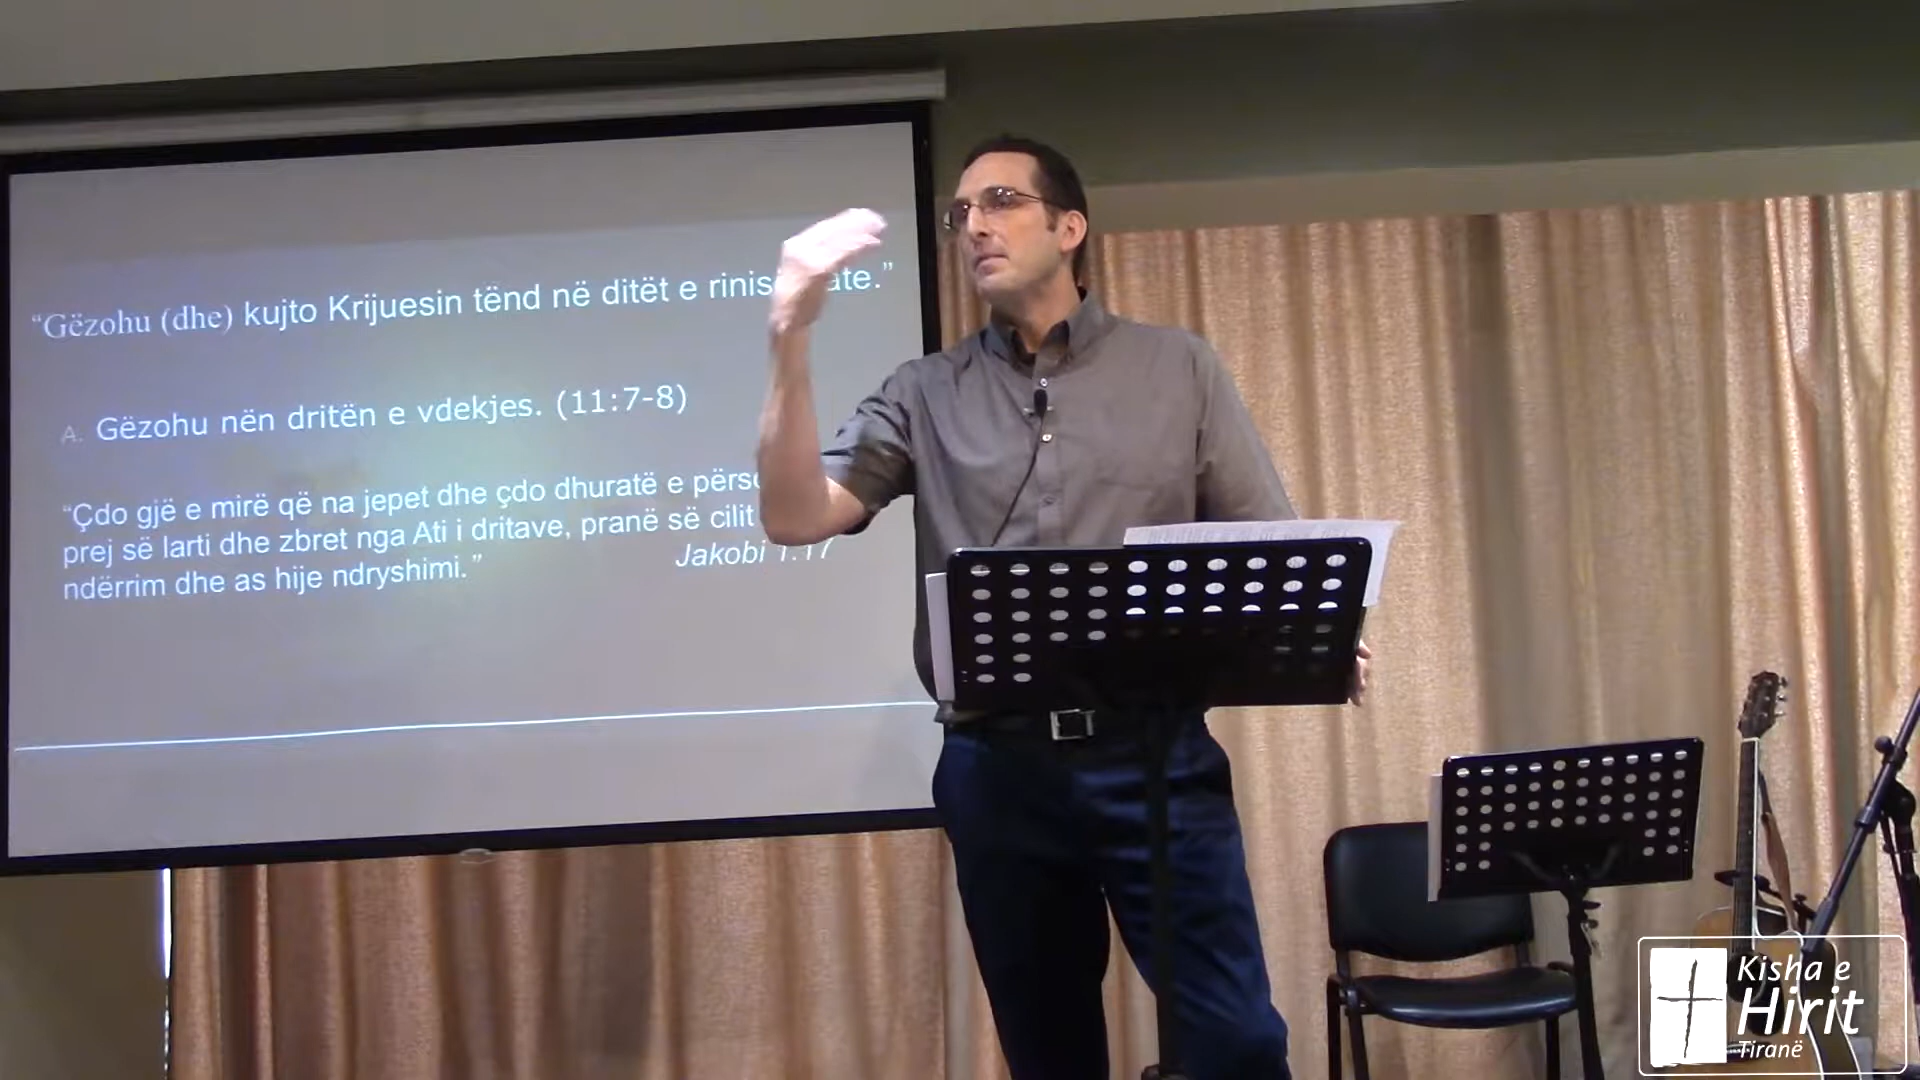 “Gëzohu (dhe) kujto Krijuesin tënd në ditët e
A. Gëzohu nën dritën e vdekjes. (11:7-8)
“Çdo gjë e mirë që na jepet dhe çdo dhuratë e
prej së larti dhe zbret nga Ati i dritave, pranë së cilit
ndërrim dhe as hije ndryshimi.”
Jakobi 1:17
Kisha e
Hirit
Tiranë